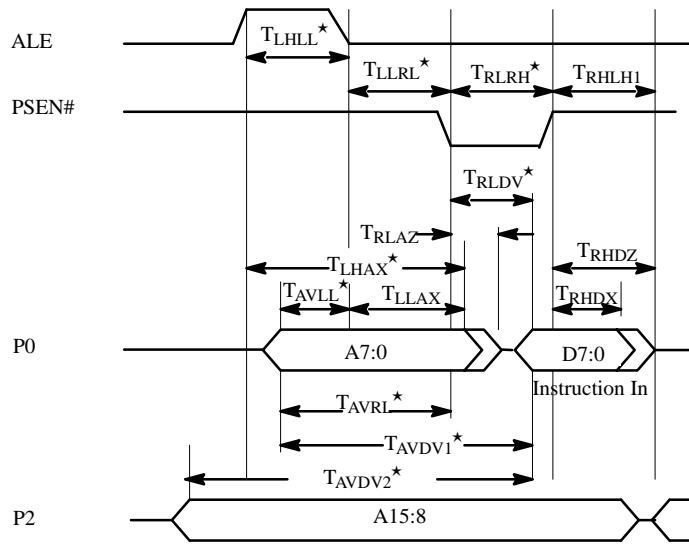 ALE
TLHLL★
TLLRL★ TRLRH★ TRHLH1
PSEN#
TRLDV★
TRLAZ
TLHAX★ TRHDZ
TAVLL★ TLLAX TRHDX
P0 A7:0 D7:0
Instruction In
TAVRL★
TAVDV1★
TAVDV2★
P2 A15:8